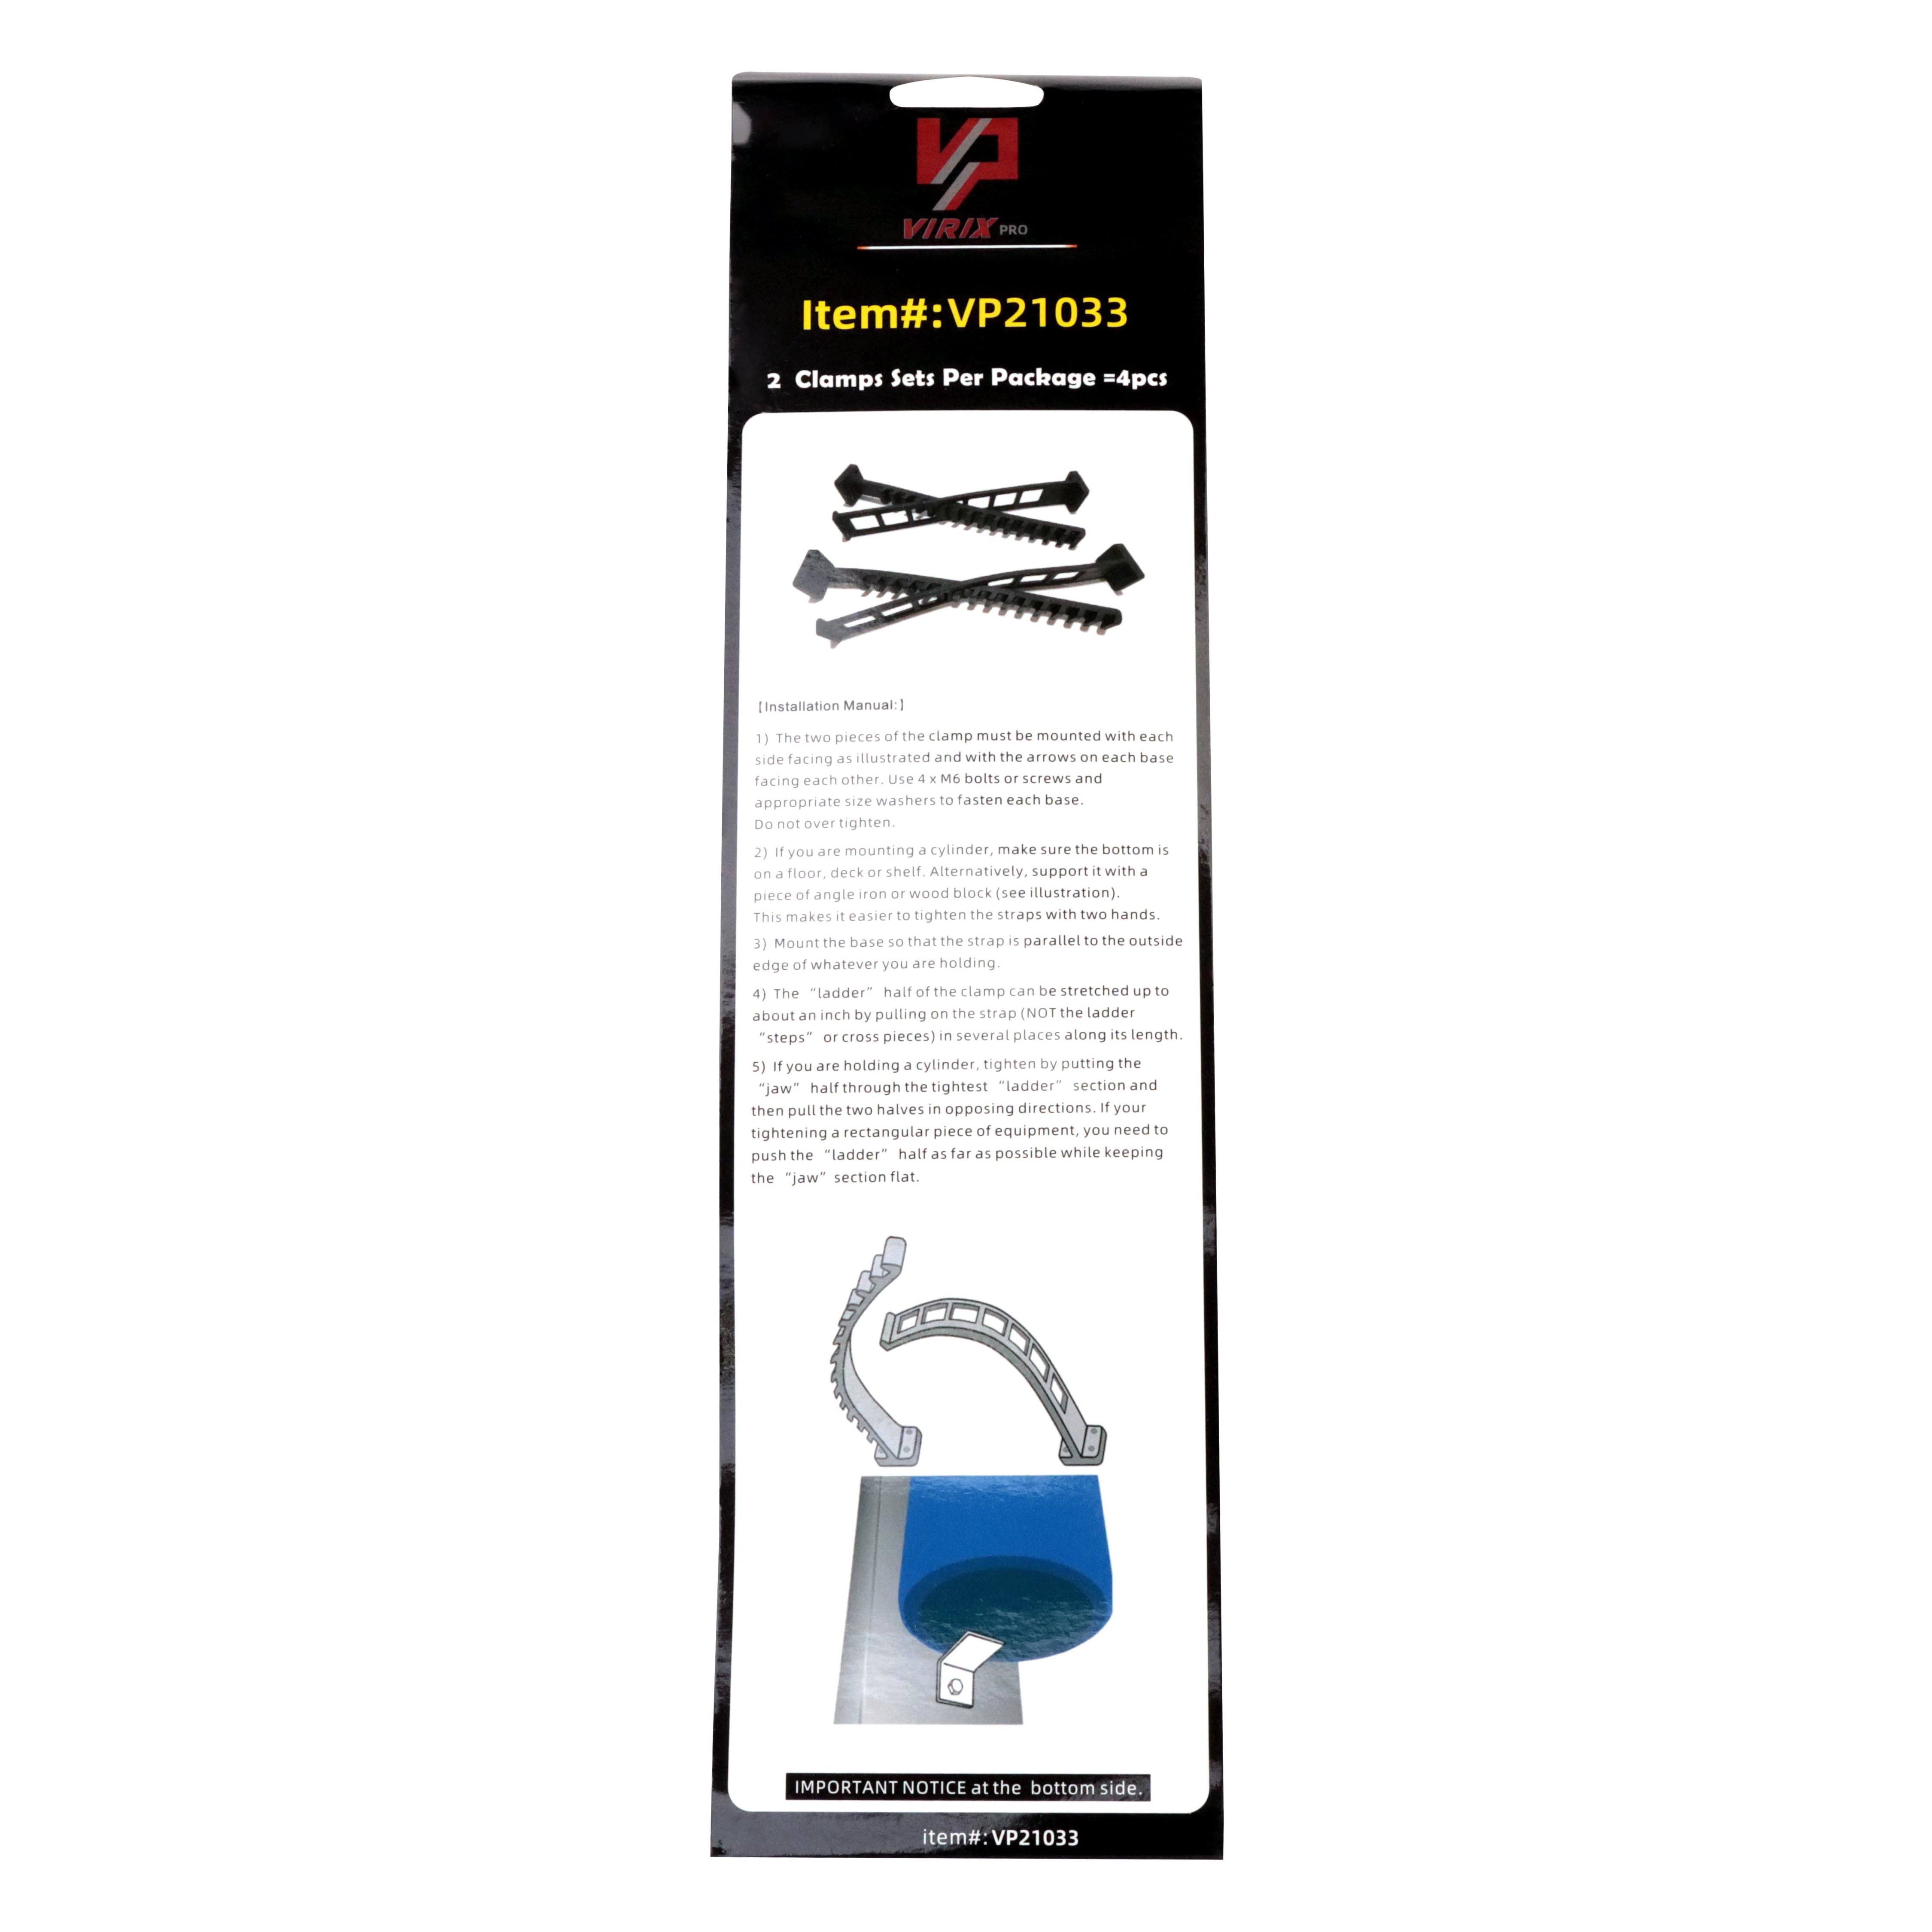 VP
VIRIX PRO
Item#:VP21033
2 Clamps Sets Per Package =4pcs
【Installation Manual:】
1) The two pieces of the clamp must be mounted with each
side facing as illustrated and with the arrows on each base
facing each other. Use 4 x M6 bolts or screws and
appropriate size washers to fasten each base.
Do not over tighten.
2) If you are mounting a cylinder, make sure the bottom is
on a floor, deck or shelf. Alternatively, support it with a
piece of angle iron or wood block (see illustration).
This makes it easier to tighten the straps with two hands.
3) Mount the base so that the strap is parallel to the outside
edge of whatever you are holding.
4) The “ladder” half of the clamp can be stretched up to
about an inch by pulling on the strap (NOT the ladder
“steps” or cross pieces) in several places along its length.
5) If you are holding a cylinder, tighten by putting the
“jaw” half through the tightest “ladder” section and
then pull the two halves in opposing directions. If your
tightening a rectangular piece of equipment, you need to
push the “ladder” half as far as possible while keeping
the “jaw” section flat.
IMPORTANT NOTICE at the bottom side.
item#: VP21033